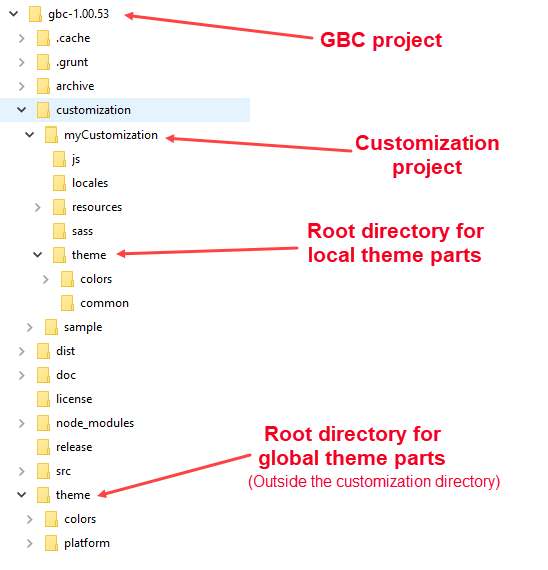 gbc-1.00.53
GBC project
.cache
.grunt
archive
customization
myCustomization
Customization
project
js
locales
resources
sass
Root directory for
local theme parts
theme
colors
common
sample
dist
doc
license
node_modules
Root directory for
global theme parts
(Outside the customization directory)
release
src
theme
colors
platform